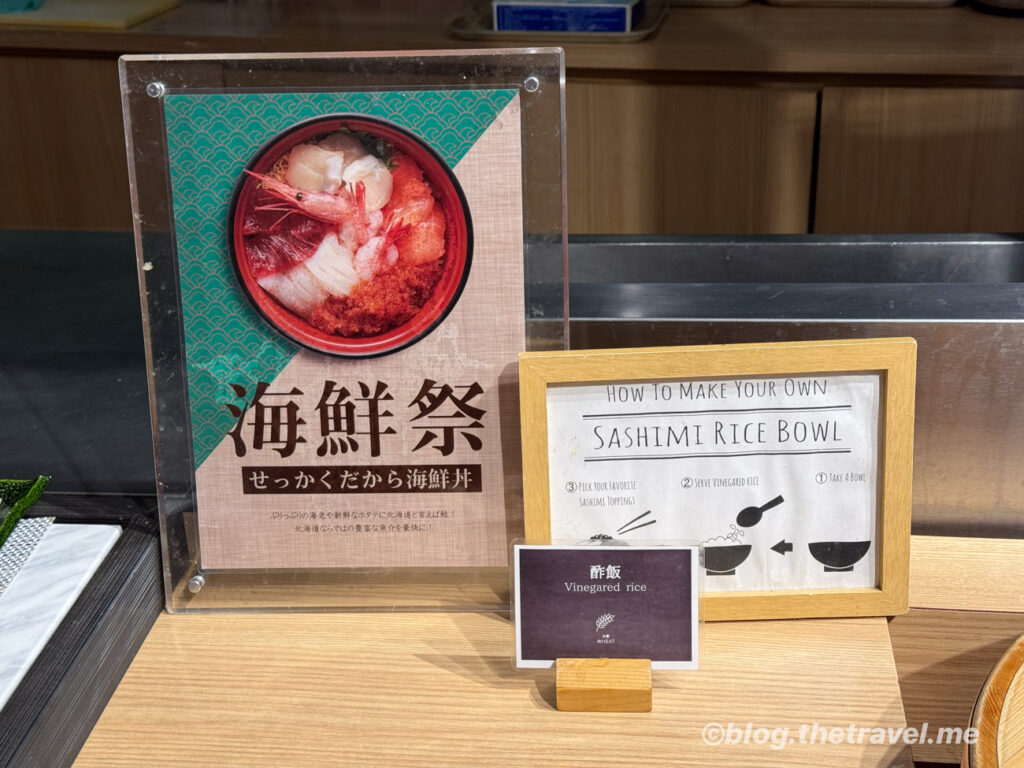 海鮮祭
せっかくだから海鮮丼
ぷりっぷりの海老や新鮮なホタテに北海道と言えば鮭！
北海道ならではの豊富な魚介を豪快に！
HOW TO MAKE YOUR OWN
SASHIMI RICE BOWL
③ PICK YOUR FAVORITE
SASHIMI TOPPINGS
② SERVE VINEGARED RICE
① TAKE A BOWL
酢飯
Vinegared rice
小麦
WHEAT
©blog.thetravel.me